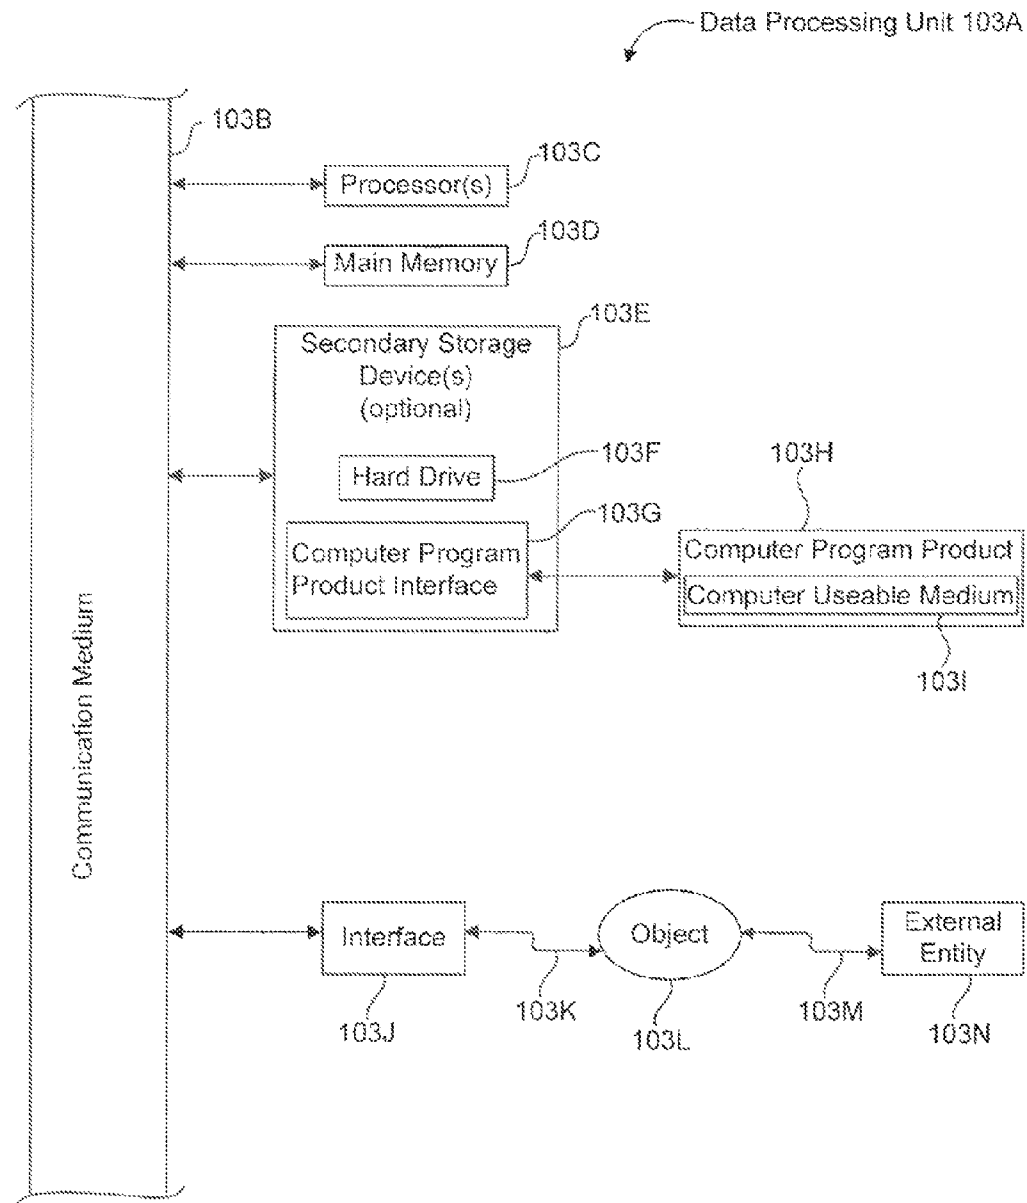 Data Processing Unit 103A
103B
103C
Processor(s)
103D
Main Memory
103E
Secondary Storage
Device(s)
(optional)
103F
Hard Drive
103G
103H
Computer Program
Product Interface
Computer Program Product
Computer Useable Medium
103I
Communication Medium
Interface
Object
External
Entity
103J
103K
103L
103M
103N